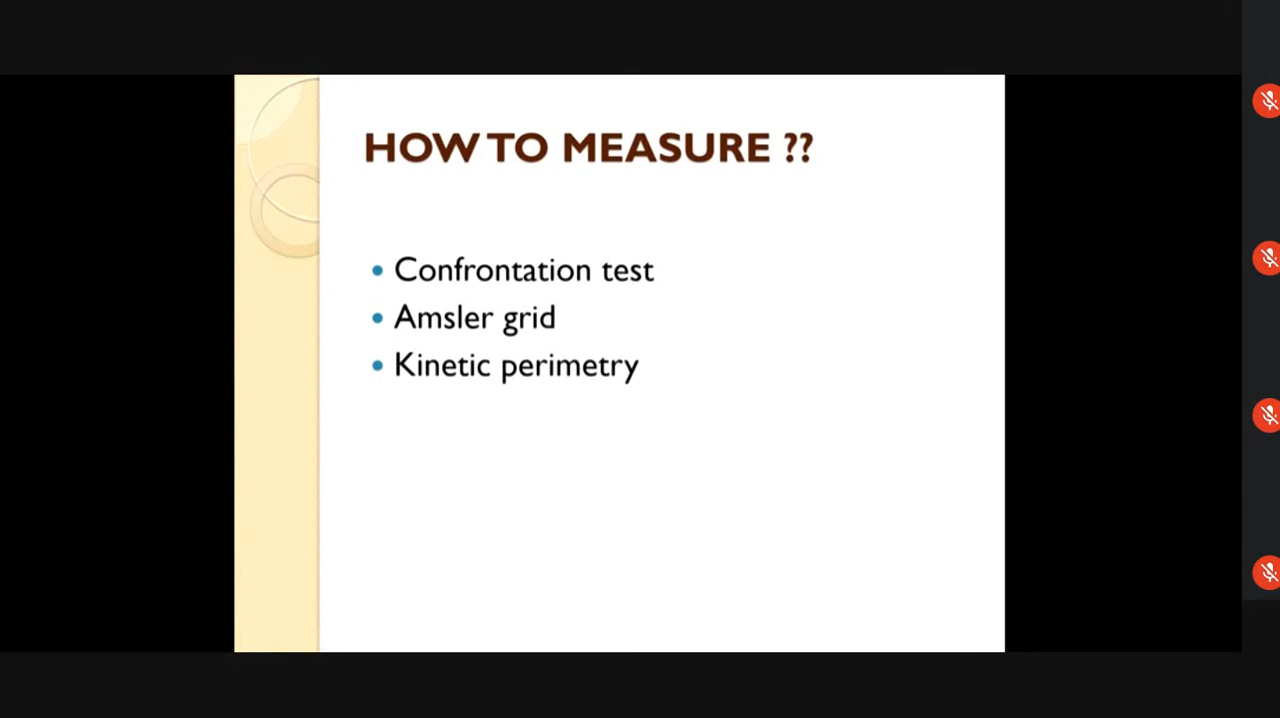 HOW TO MEASURE ??
• Confrontation test
• Amsler grid
• Kinetic perimetry